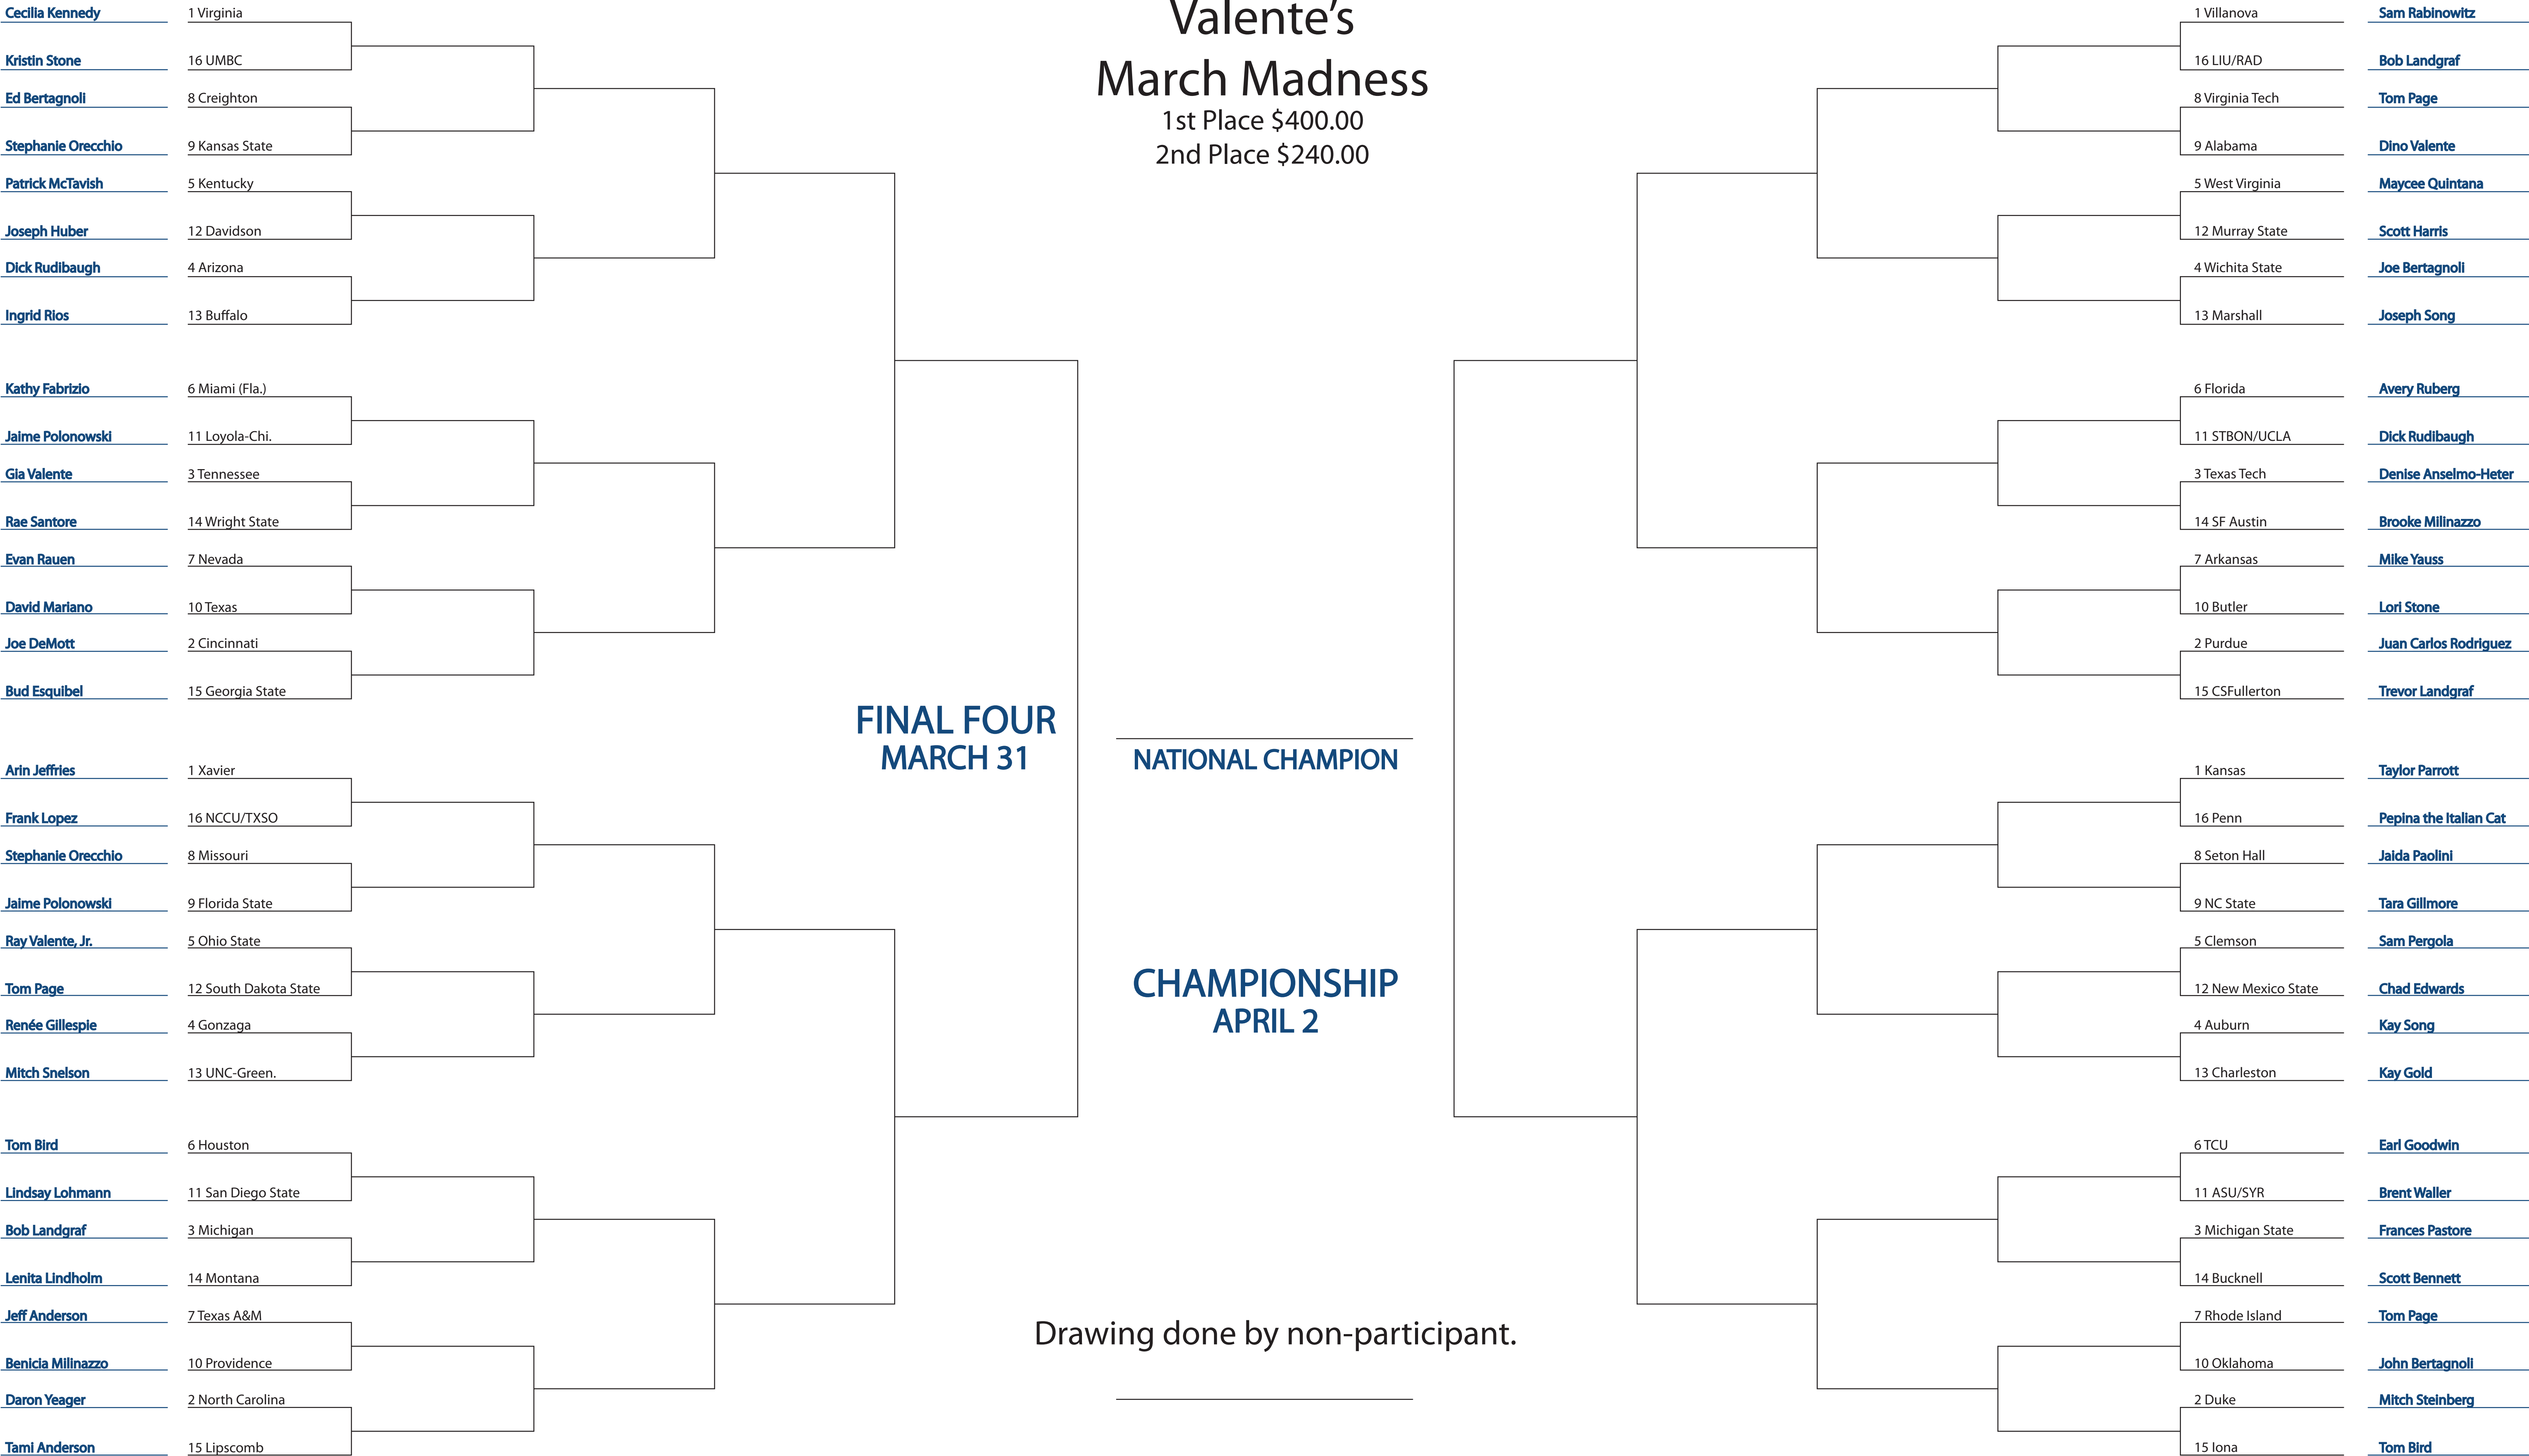 Valente's
March Madness
1st Place $400.00
2nd Place $240.00
Cecilia Kennedy 1 Virginia
Kristin Stone 16 UMBC
Ed Bertagnoli 8 Creighton
Stephanie Orecchio 9 Kansas State
Patrick McTavish 5 Kentucky
Joseph Huber 12 Davidson
Dick Rudibaugh 4 Arizona
Ingrid Rios 13 Buffalo
Kathy Fabrizio 6 Miami (Fla.)
Jaime Polonowski 11 Loyola-Chi.
Gia Valente 3 Tennessee
Rae Santore 14 Wright State
Evan Rauen 7 Nevada
David Mariano 10 Texas
Joe DeMott 2 Cincinnati
Bud Esquibel 15 Georgia State
Arin Jeffries 1 Xavier
Frank Lopez 16 NCCU/TXSO
Stephanie Orecchio 8 Missouri
Jaime Polonowski 9 Florida State
Ray Valente, Jr. 5 Ohio State
Tom Page 12 South Dakota State
Renée Gillespie 4 Gonzaga
Mitch Snelson 13 UNC-Green.
Tom Bird 6 Houston
Lindsay Lohmann 11 San Diego State
Bob Landgraf 3 Michigan
Lenita Lindholm 14 Montana
Jeff Anderson 7 Texas A&M
Benicia Milinazzo 10 Providence
Daron Yeager 2 North Carolina
Tami Anderson 15 Lipscomb
FINAL FOUR
MARCH 31
NATIONAL CHAMPION
CHAMPIONSHIP
APRIL 2
Drawing done by non-participant.
1 Villanova Sam Rabinowitz
16 LIU/RAD Bob Landgraf
8 Virginia Tech Tom Page
9 Alabama Dino Valente
5 West Virginia Maycee Quintana
12 Murray State Scott Harris
4 Wichita State Joe Bertagnoli
13 Marshall Joseph Song
6 Florida Avery Ruberg
11 STBON/UCLA Dick Rudibaugh
3 Texas Tech Denise Anselmo-Heter
14 SF Austin Brooke Milinazzo
7 Arkansas Mike Yauss
10 Butler Lori Stone
2 Purdue Juan Carlos Rodriguez
15 CSFullerton Trevor Landgraf
1 Kansas Taylor Parrott
16 Penn Pepina the Italian Cat
8 Seton Hall Jaida Paolini
9 NC State Tara Gillmore
5 Clemson Sam Pergola
12 New Mexico State Chad Edwards
4 Auburn Kay Song
13 Charleston Kay Gold
6 TCU Earl Goodwin
11 ASU/SYR Brent Waller
3 Michigan State Frances Pastore
14 Bucknell Scott Bennett
7 Rhode Island Tom Page
10 Oklahoma John Bertagnoli
2 Duke Mitch Steinberg
15 Iona Tom Bird